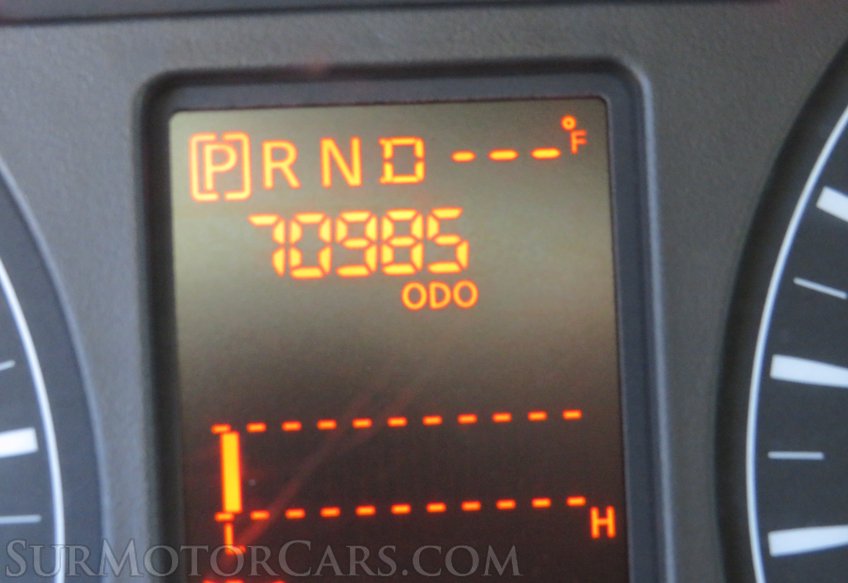 P R N D ---°F
70985
ODO
H
SurMotorCars.com